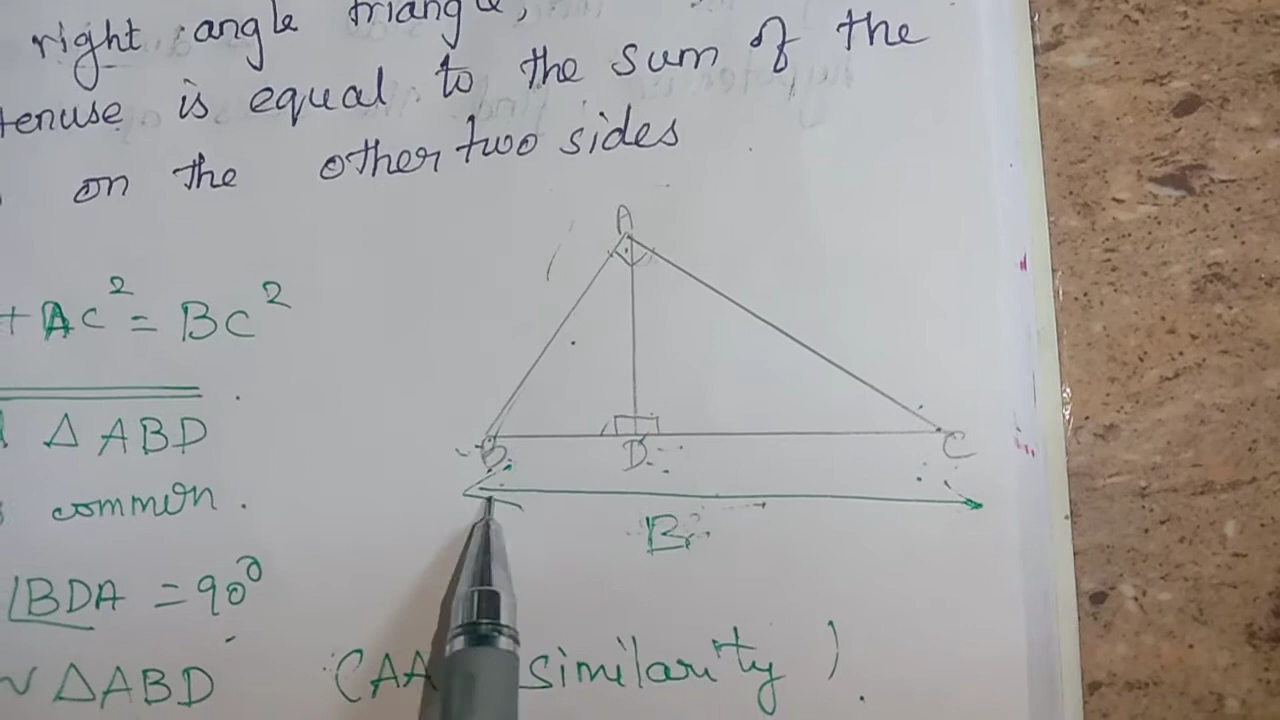 right angle triangle,
tenuse is equal to the sum of the
on the other two sides
A
+ AC² = BC²
Δ ABD
B D C
common.
∠BDA = 90°
~ ΔABD (AA similarity)